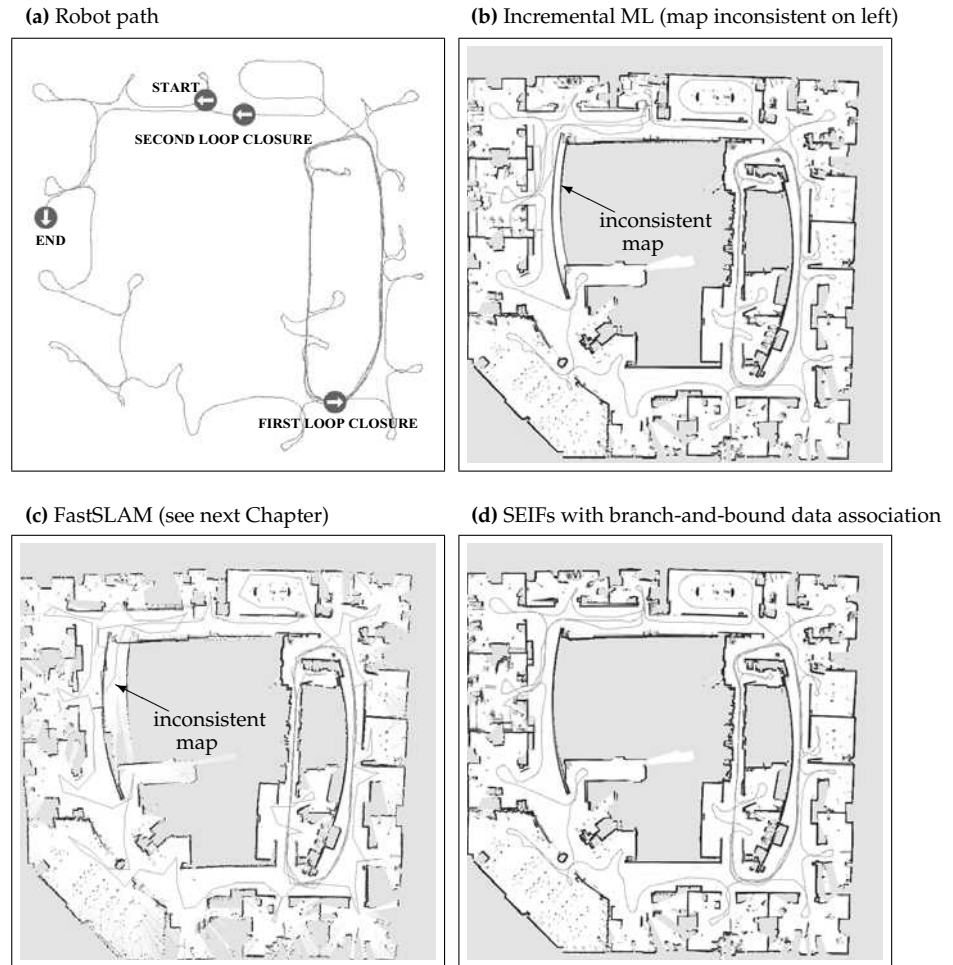 (a) Robot path
(b) Incremental ML (map inconsistent on left)
START
SECOND LOOP CLOSURE
END
FIRST LOOP CLOSURE
inconsistent
map
(c) FastSLAM (see next Chapter)
(d) SEIFs with branch-and-bound data association
inconsistent
map